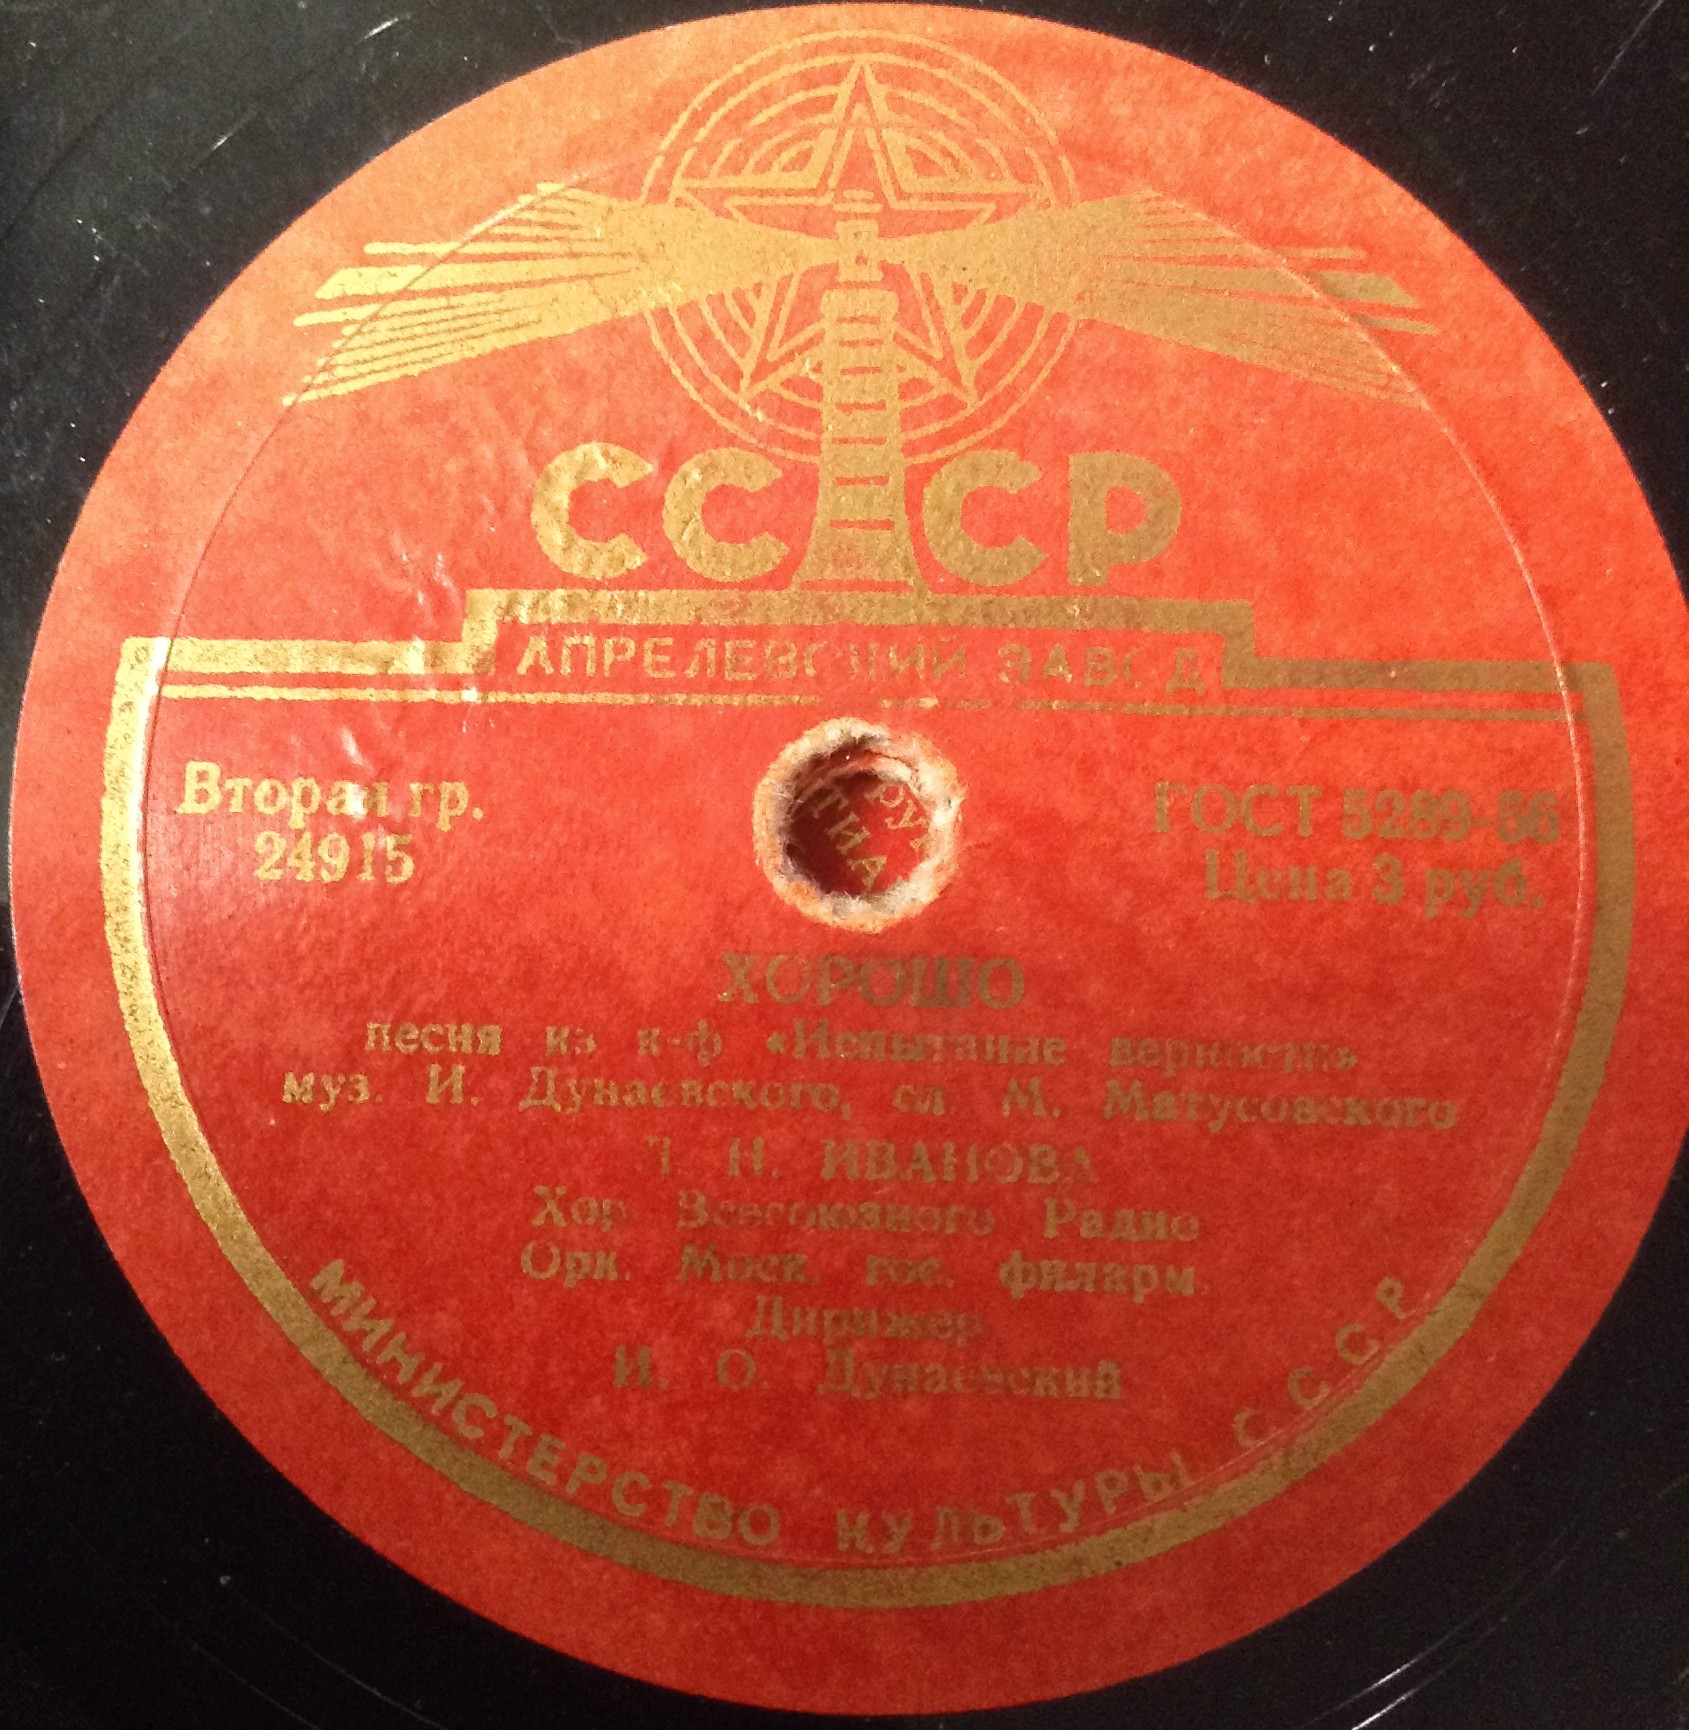 СССР
АПРЕЛЕВСКИЙ ЗАВОД
Вторая гр.
24915
ГОСТ 5289-56
Цена 3 руб.
ХОРОШО
песня из к-ф «Испытание верности»
муз. И. Дунаевского, сл. М. Матусовского
Н. ИВАНОВА
Хор Всесоюзного Радио
Орк. Моск. гос. филарм.
Дирижер
И. О. Дунаевский
МИНИСТЕРСТВО КУЛЬТУРЫ СССР